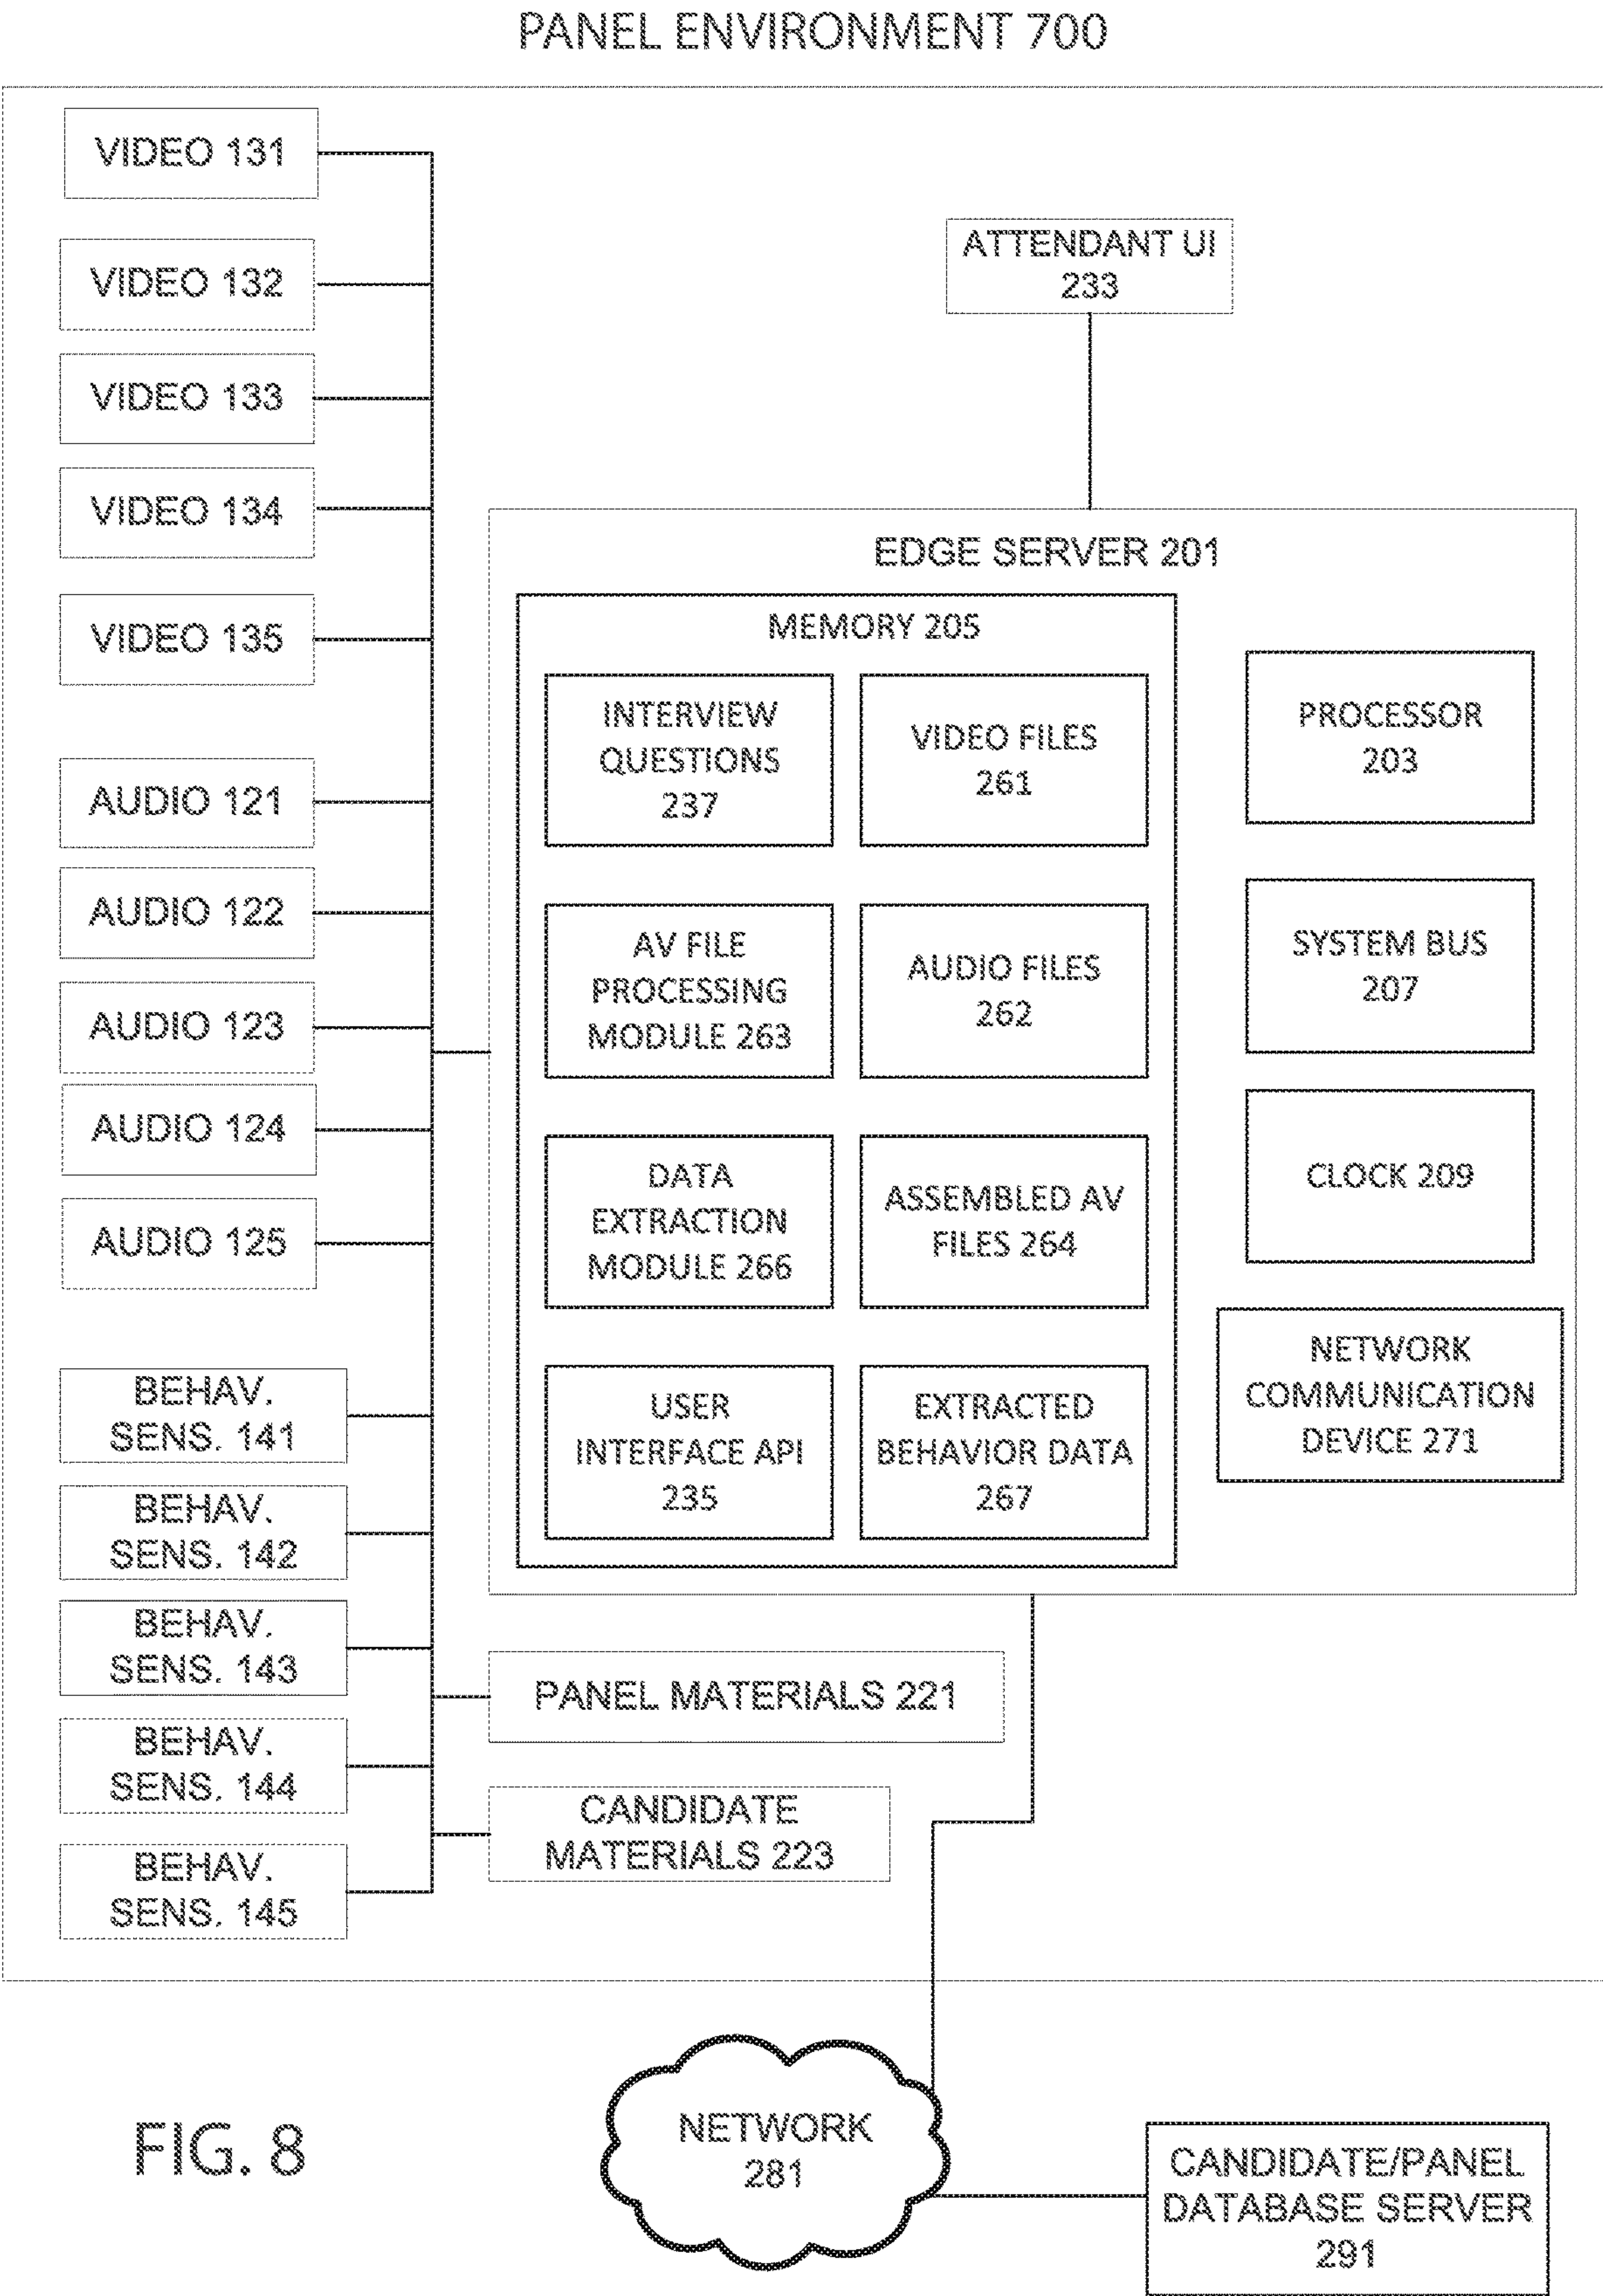 PANEL ENVIRONMENT 700
VIDEO 131
VIDEO 132
VIDEO 133
VIDEO 134
VIDEO 135
AUDIO 121
AUDIO 122
AUDIO 123
AUDIO 124
AUDIO 125
BEHAV.
SENS. 141
BEHAV.
SENS. 142
BEHAV.
SENS. 143
BEHAV.
SENS. 144
BEHAV.
SENS. 145
ATTENDANT UI
233
EDGE SERVER 201
MEMORY 205
INTERVIEW
QUESTIONS
237
VIDEO FILES
261
AV FILE
PROCESSING
MODULE 263
AUDIO FILES
262
DATA
EXTRACTION
MODULE 266
ASSEMBLED AV
FILES 264
USER
INTERFACE API
235
EXTRACTED
BEHAVIOR DATA
267
PROCESSOR
203
SYSTEM BUS
207
CLOCK 209
NETWORK
COMMUNICATION
DEVICE 271
PANEL MATERIALS 221
CANDIDATE
MATERIALS 223
NETWORK
281
CANDIDATE/PANEL
DATABASE SERVER
291
FIG. 8